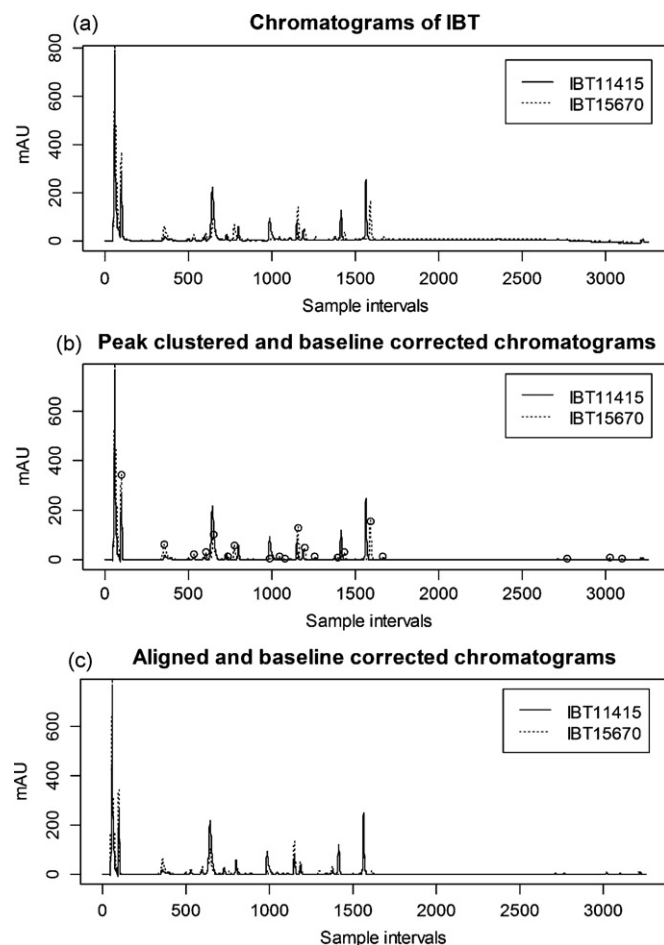 (a) Chromatograms of IBT
mAU
800
600
400
200
0
IBT11415
IBT15670
0 500 1000 1500 2000 2500 3000
Sample intervals
(b) Peak clustered and baseline corrected chromatograms
mAU
600
400
200
0
IBT11415
IBT15670
0 500 1000 1500 2000 2500 3000
Sample intervals
(c) Aligned and baseline corrected chromatograms
mAU
600
400
200
0
IBT11415
IBT15670
0 500 1000 1500 2000 2500 3000
Sample intervals